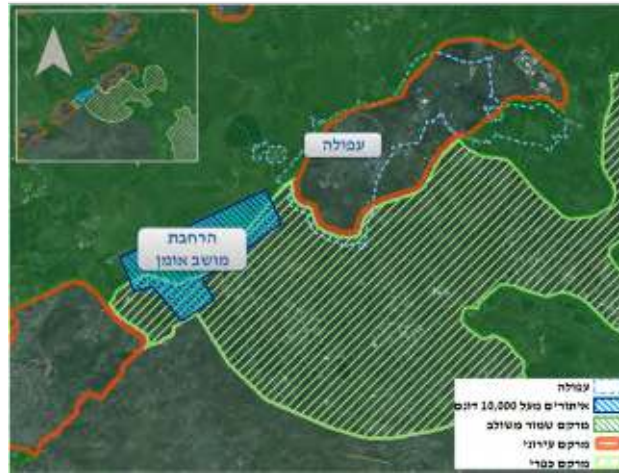 עפולה
הרחבת
מושב אומן
עפולה
איתורים מעל 10,000 דונם
מרקם שמור משולב
מרקם עירוני
מרקם כפרי